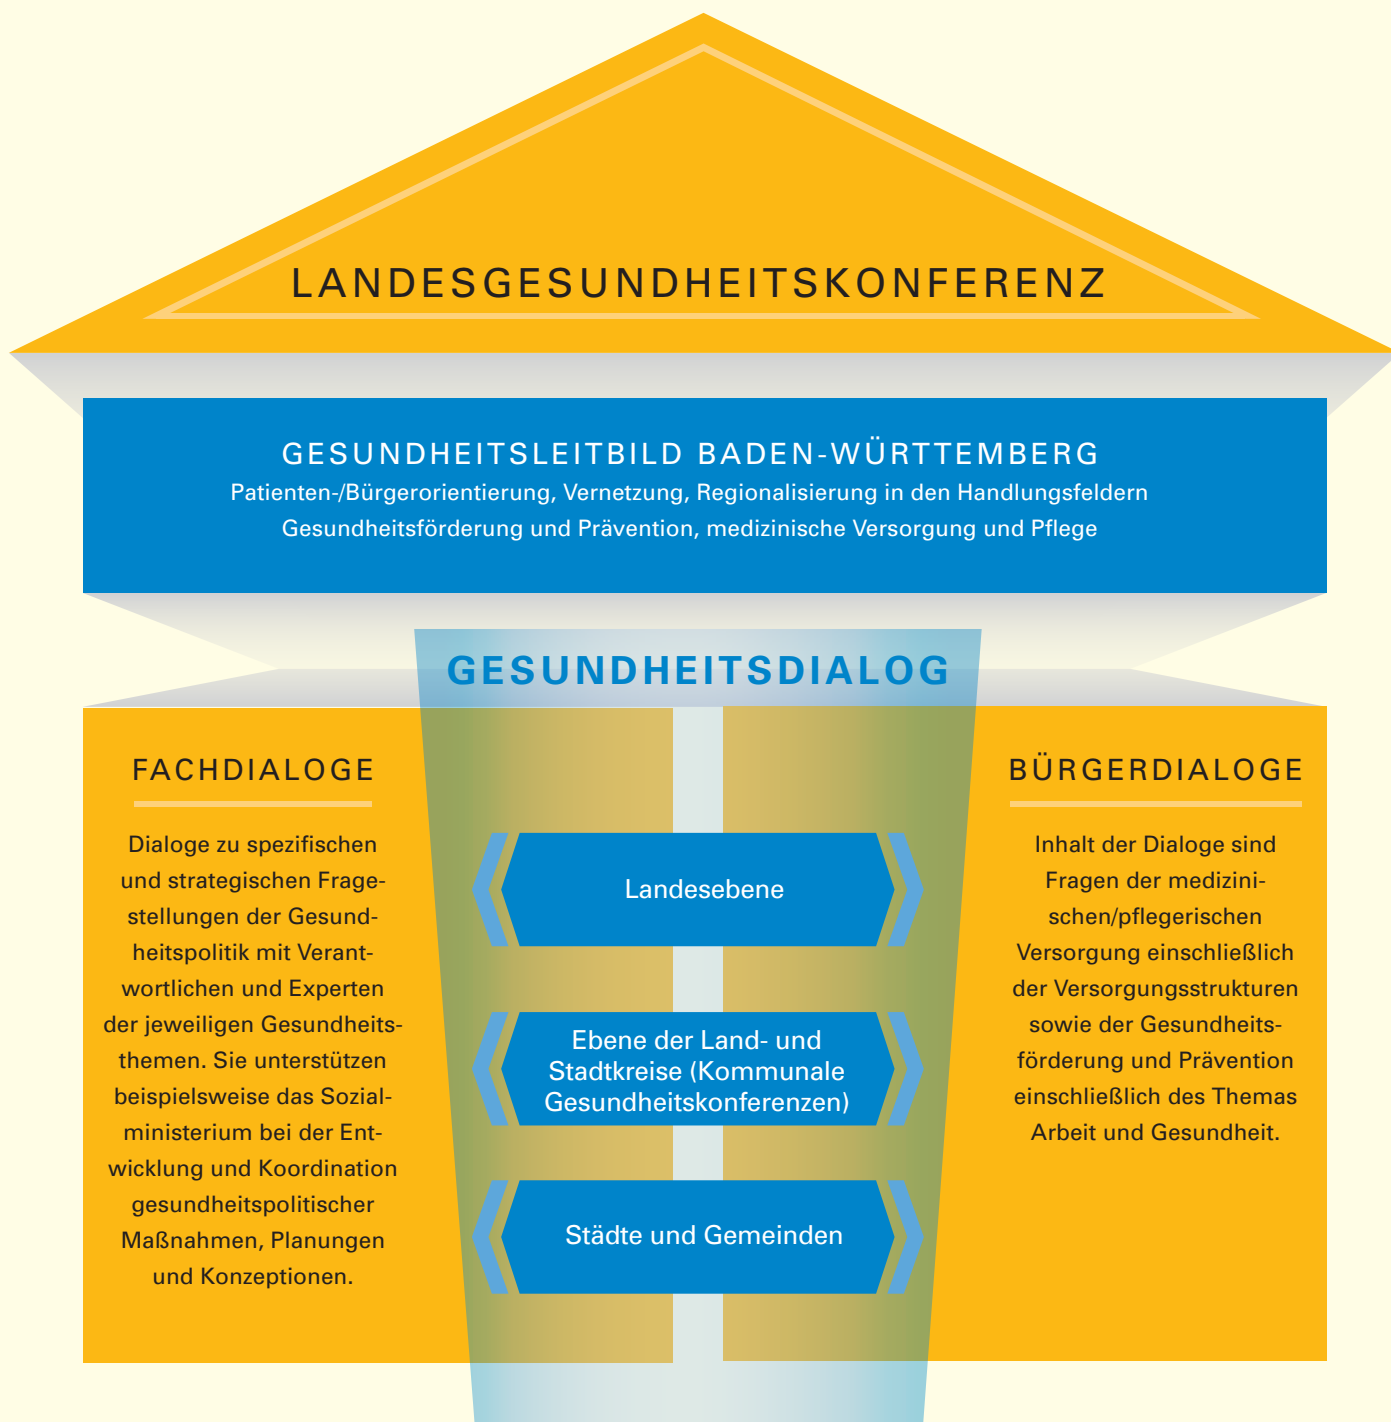 LANDESGESUNDHEITSKONFERENZ
GESUNDHEITSLEITBILD BADEN-WÜRTTEMBERG
Patienten-/Bürgerorientierung, Vernetzung, Regionalisierung in den Handlungsfeldern
Gesundheitsförderung und Prävention, medizinische Versorgung und Pflege
GESUNDHEITSDIALOG
FACHDIALOGE
Dialoge zu spezifischen
und strategischen Frage-
stellungen der Gesund-
heitspolitik mit Verant-
wortlichen und Experten
der jeweiligen Gesundheits-
themen. Sie unterstützen
beispielsweise das Sozial-
ministerium bei der Ent-
wicklung und Koordination
gesundheitspolitischer
Maßnahmen, Planungen
und Konzeptionen.
Landesebene
Ebene der Land- und
Stadtkreise (Kommunale
Gesundheitskonferenzen)
Städte und Gemeinden
BÜRGERDIALOGE
Inhalt der Dialoge sind
Fragen der medizini-
schen/pflegerischen
Versorgung einschließlich
der Versorgungsstrukturen
sowie der Gesundheits-
förderung und Prävention
einschließlich des Themas
Arbeit und Gesundheit.